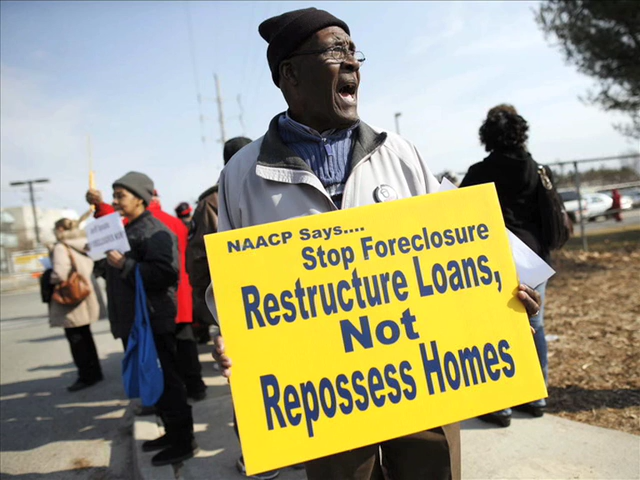 NAACP Says....
Stop Foreclosure
Restructure Loans,
Not
Repossess Homes